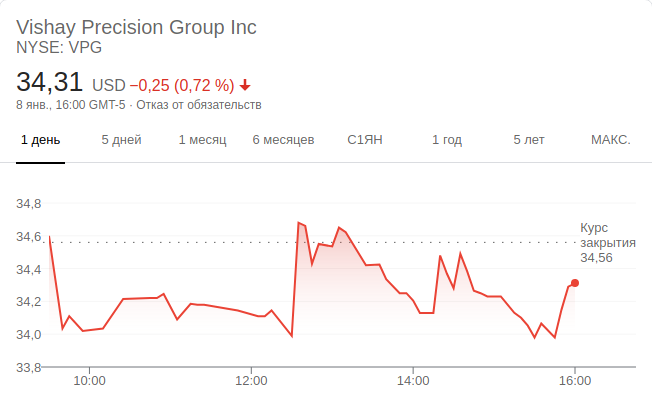 Vishay Precision Group Inc
NYSE: VPG
34,31 USD −0,25 (0,72 %)
8 янв., 16:00 GMT-5 · Отказ от обязательств
1 день 5 дней 1 месяц 6 месяцев С1ЯН 1 год 5 лет МАКС.
34,8
34,6
34,4
34,2
34,0
33,8
Курс
закрытия
34,56
10:00 12:00 14:00 16:00